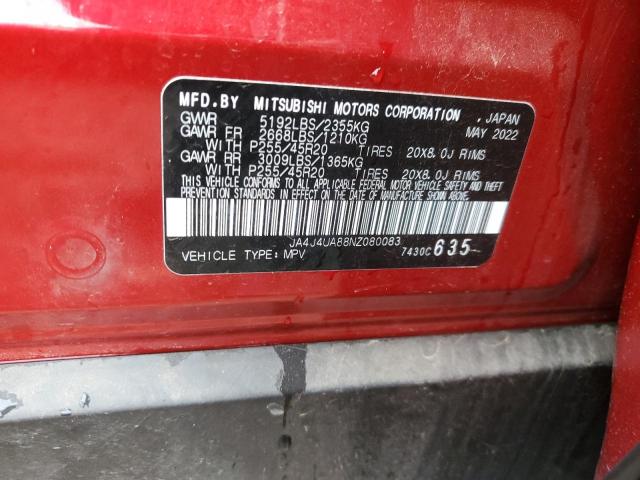 MFD.BY MITSUBISHI MOTORS CORPORATION, JAPAN
GVWR 5192LBS/2355KG MAY 2022
GAWR FR 2668LBS/1210KG
WITH P255/45R20 TIRES 20X8.0J RIMS
GAWR RR 3009LBS/1365KG
WITH P255/45R20 TIRES 20X8.0J RIMS
THIS VEHICLE CONFORMS TO ALL APPLICABLE FEDERAL MOTOR VEHICLE SAFETY AND THEFT
PREVENTION STANDARDS IN EFFECT ON THE DATE OF MANUFACTURE SHOWN ABOVE.
JA4J4UA88NZ080083
VEHICLE TYPE: MPV 7430C 635